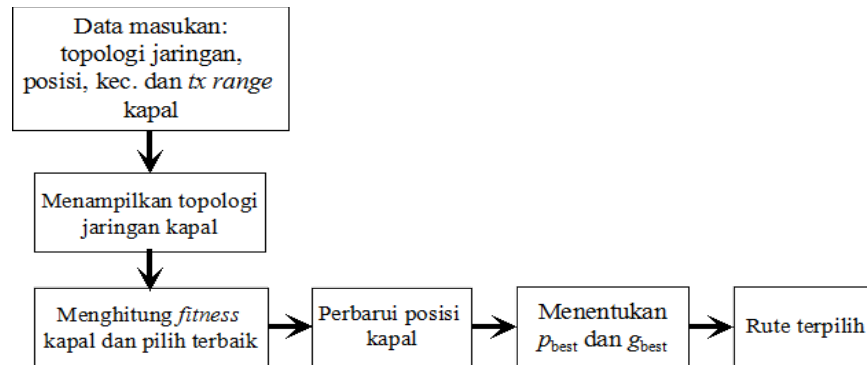 Data masukan:
topologi jaringan,
posisi, kec. dan tx range
kapal
Menampilkan topologi
jaringan kapal
Menghitung fitness
kapal dan pilih terbaik
Perbarui posisi
kapal
Menentukan
pbest dan gbest
Rute terpilih